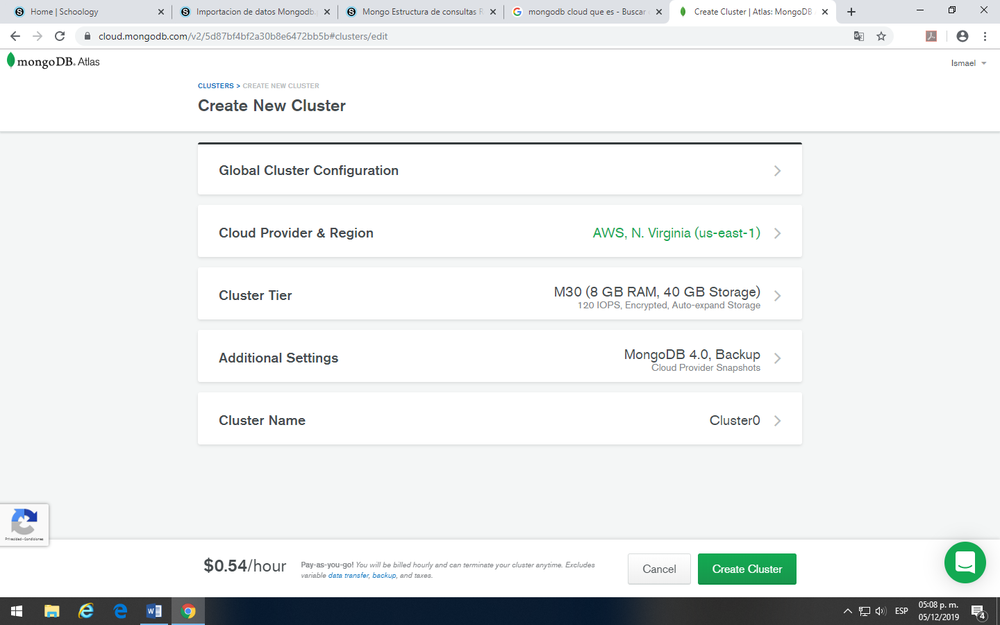 Home | Schoology
Importacion de datos Mongodb.
Mongo Estructura de consultas R
mongodb cloud que es - Buscar
Create Cluster | Atlas: MongoDB
cloud.mongodb.com/v2/5d87bf4bf2a30b8e6472bb5b#clusters/edit
mongoDB. Atlas
Ismael
CLUSTERS > CREATE NEW CLUSTER
Create New Cluster
Global Cluster Configuration
Cloud Provider & Region
AWS, N. Virginia (us-east-1)
Cluster Tier
M30 (8 GB RAM, 40 GB Storage)
120 IOPS, Encrypted, Auto-expand Storage
Additional Settings
MongoDB 4.0, Backup
Cloud Provider Snapshots
Cluster Name
Cluster0
Privacidad - Condiciones
$0.54/hour
Pay-as-you-go! You will be billed hourly and can terminate your cluster anytime. Excludes
variable data transfer, backup, and taxes.
Cancel
Create Cluster
ESP
05:08 p. m.
05/12/2019
4